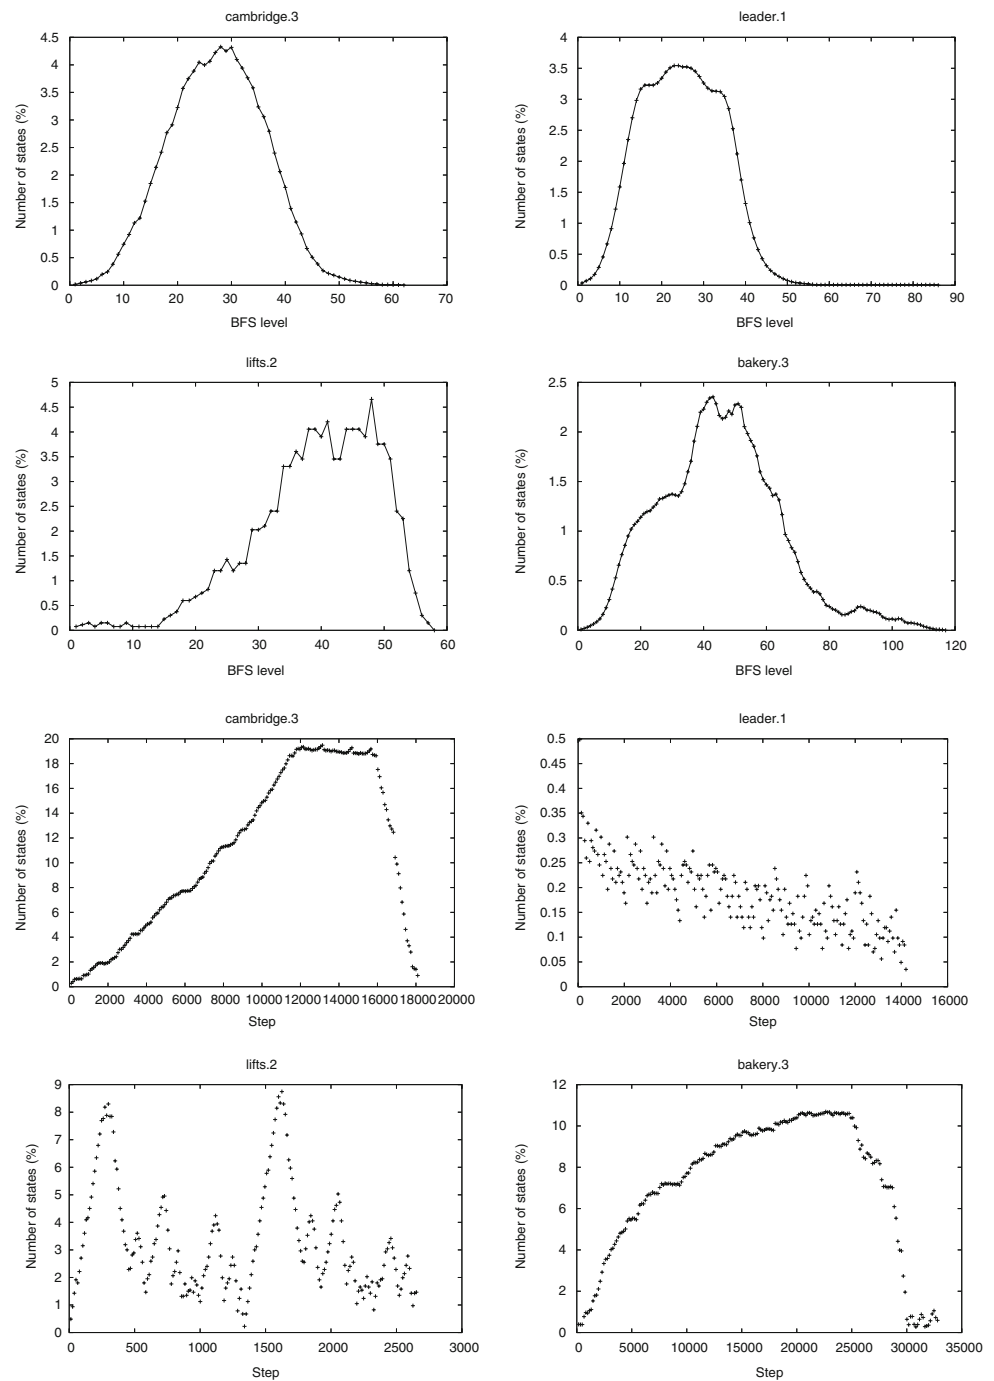 cambridge.3
Number of states (%)
4.5
4
3.5
3
2.5
2
1.5
1
0.5
0
0 10 20 30 40 50 60 70
BFS level
leader.1
Number of states (%)
4
3.5
3
2.5
2
1.5
1
0.5
0
0 10 20 30 40 50 60 70 80 90
BFS level
lifts.2
Number of states (%)
5
4.5
4
3.5
3
2.5
2
1.5
1
0.5
0
0 10 20 30 40 50 60
BFS level
bakery.3
Number of states (%)
2.5
2
1.5
1
0.5
0
0 20 40 60 80 100 120
BFS level
cambridge.3
Number of states (%)
20
18
16
14
12
10
8
6
4
2
0
0 2000 4000 6000 8000 10000 12000 14000 16000 18000 20000
Step
leader.1
Number of states (%)
0.5
0.45
0.4
0.35
0.3
0.25
0.2
0.15
0.1
0.05
0
0 2000 4000 6000 8000 10000 12000 14000 16000
Step
lifts.2
Number of states (%)
9
8
7
6
5
4
3
2
1
0
0 500 1000 1500 2000 2500 3000
Step
bakery.3
Number of states (%)
12
10
8
6
4
2
0
0 5000 10000 15000 20000 25000 30000 35000
Step